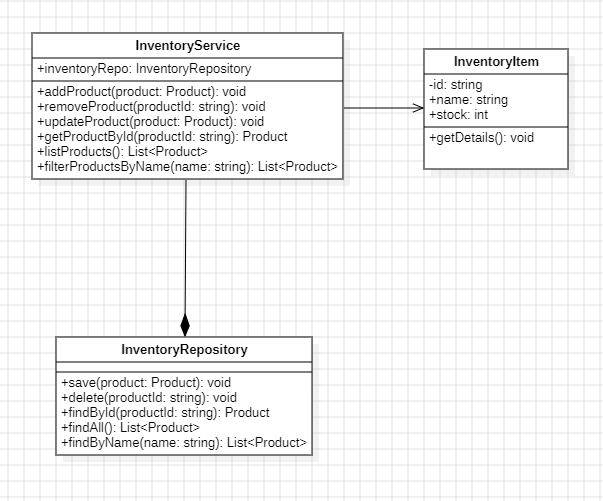 InventoryService
+inventoryRepo: InventoryRepository
+addProduct(product: Product): void
+removeProduct(productId: string): void
+updateProduct(product: Product): void
+getProductById(productId: string): Product
+listProducts(): List<Product>
+filterProductsByName(name: string): List<Product>
InventoryItem
-id: string
+name: string
+stock: int
+getDetails(): void
InventoryRepository
+save(product: Product): void
+delete(productId: string): void
+findById(productId: string): Product
+findAll(): List<Product>
+findByName(name: string): List<Product>